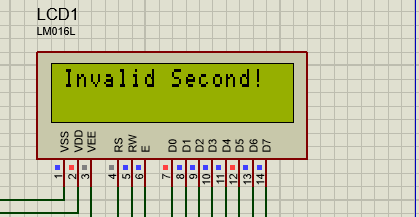 LCD1
LM016L
Invalid Second!
VSS
VDD
VEE
RS
RW
E
D0
D1
D2
D3
D4
D5
D6
D7
1
2
3
4
5
6
7
8
9
10
11
12
13
14